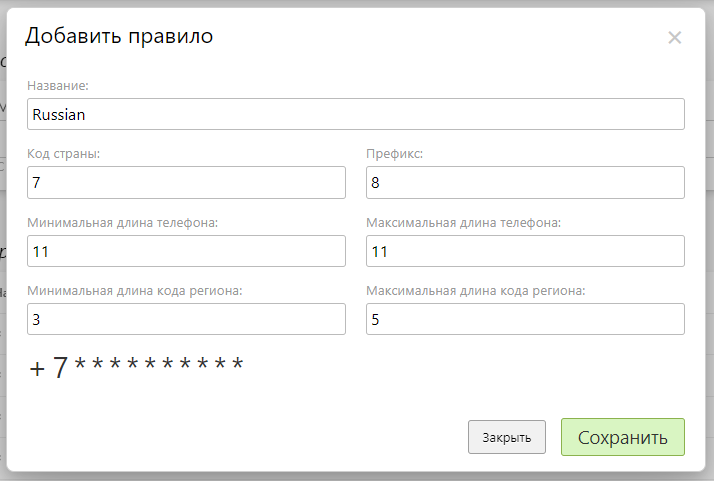 Добавить правило
×
Название:
Russian
Код страны: Префикс:
7 8
Минимальная длина телефона: Максимальная длина телефона:
11 11
Минимальная длина кода региона: Максимальная длина кода региона:
3 5
+ 7 * * * * * * * * * *
Закрыть Сохранить